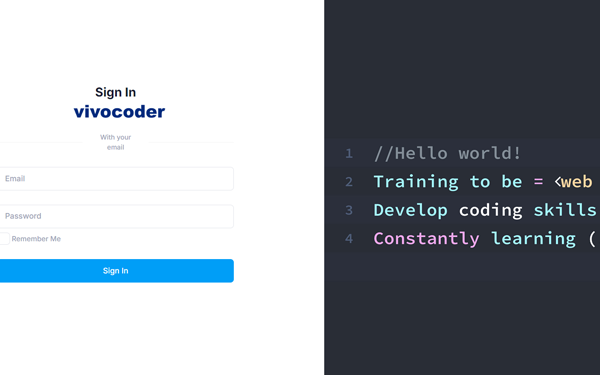 Sign In
vivocoder
With your
email
Email
Password
Remember Me
Sign In
1 //Hello world!
2 Training to be = <web
3 Develop coding skills
4 Constantly learning (